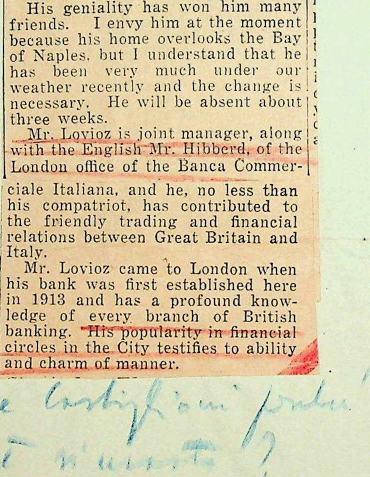 His geniality has won him many
friends. I envy him at the moment
because his home overlooks the Bay
of Naples, but I understand that he
has been very much under our
weather recently and the change is
necessary. He will be absent about
three weeks.
Mr. Lovioz is joint manager, along
with the English Mr. Hibberd, of the
London office of the Banca Commer-
ciale Italiana, and he, no less than
his compatriot, has contributed to
the friendly trading and financial
relations between Great Britain and
Italy.
Mr. Lovioz came to London when
his bank was first established here
in 1913 and has a profound know-
ledge of every branch of British
banking. His popularity in financial
circles in the City testifies to ability
and charm of manner.